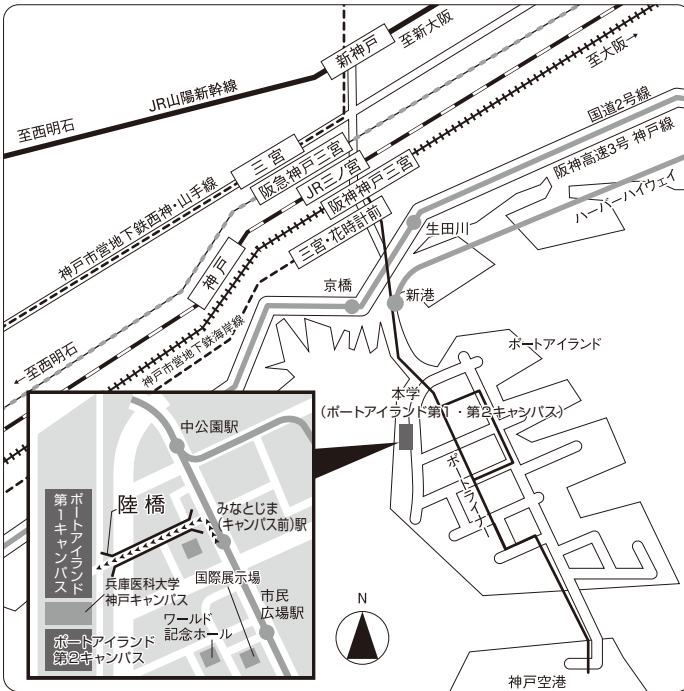 新神戸
至新大阪
JR山陽新幹線
至西明石
至大阪→
国道2号線
阪神高速3号 神戸線
ハーバーハイウェイ
三宮
阪急神戸三宮
JR三ノ宮
阪神神戸三宮
三宮・花時計前
神戸市営地下鉄西神・山手線
神戸
生田川
京橋
新港
←至西明石
神戸市営地下鉄海岸線
ポートアイランド
本学
(ポートアイランド第1・第2キャンパス)
ポートライナー
中公園駅
ポートアイランド
第1キャンパス
陸橋
みなとじま
(キャンパス前)駅
兵庫医科大学
神戸キャンパス
国際展示場
市民
広場駅
ワールド
記念ホール
ポートアイランド
第2キャンパス
N
神戸空港